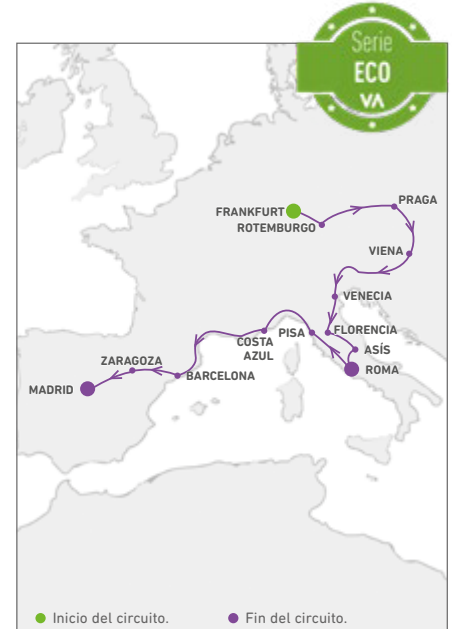 Serie
ECO
VA
FRANKFURT
ROTEMBURGO
PRAGA
VIENA
VENECIA
FLORENCIA
PISA
COSTA
AZUL
ASÍS
ROMA
ZARAGOZA
BARCELONA
MADRID
Inicio del circuito.
Fin del circuito.